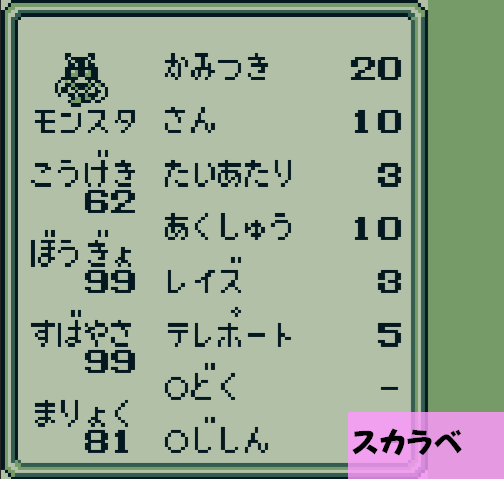 かみつき 20
モンスタ さん 10
こうげき 62 たいあたり 3
あくしゅう 10
ぼうぎょ 99 レイズ 3
すばやさ 99 テレポート 5
○どく -
まりょく 81 ○じしん
スカラベ